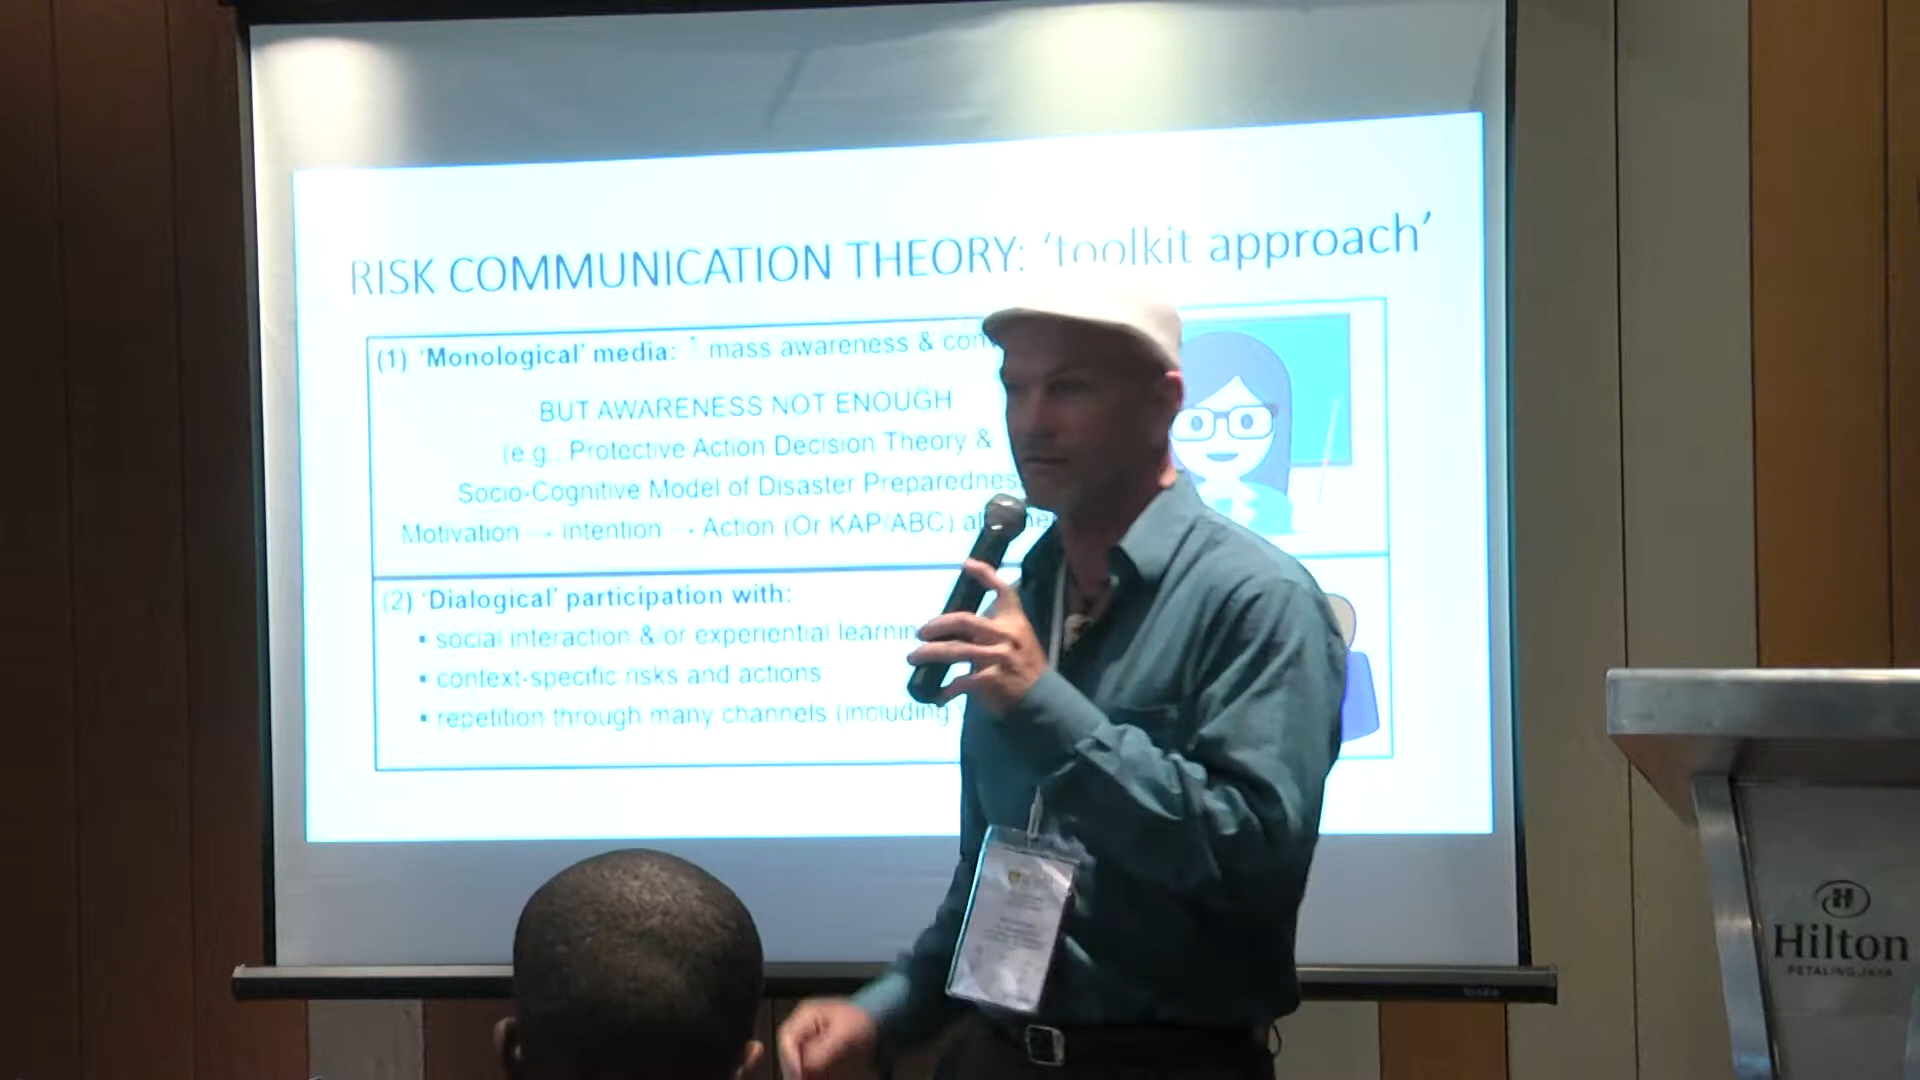 RISK COMMUNICATION THEORY: 'toolkit approach'
(1) 'Monological' media: ↑ mass awareness &
BUT AWARENESS NOT ENOUGH
(e.g., Protective Action Decision Theory &
Socio-Cognitive Model of Disaster Preparednes
Motivation → intention → Action (Or KAP/ABC)
(2) 'Dialogical' participation with:
▪ social interaction &/or experiential learnin
▪ context-specific risks and actions
▪ repetition through many channels (including
Hilton
PETALING JAYA